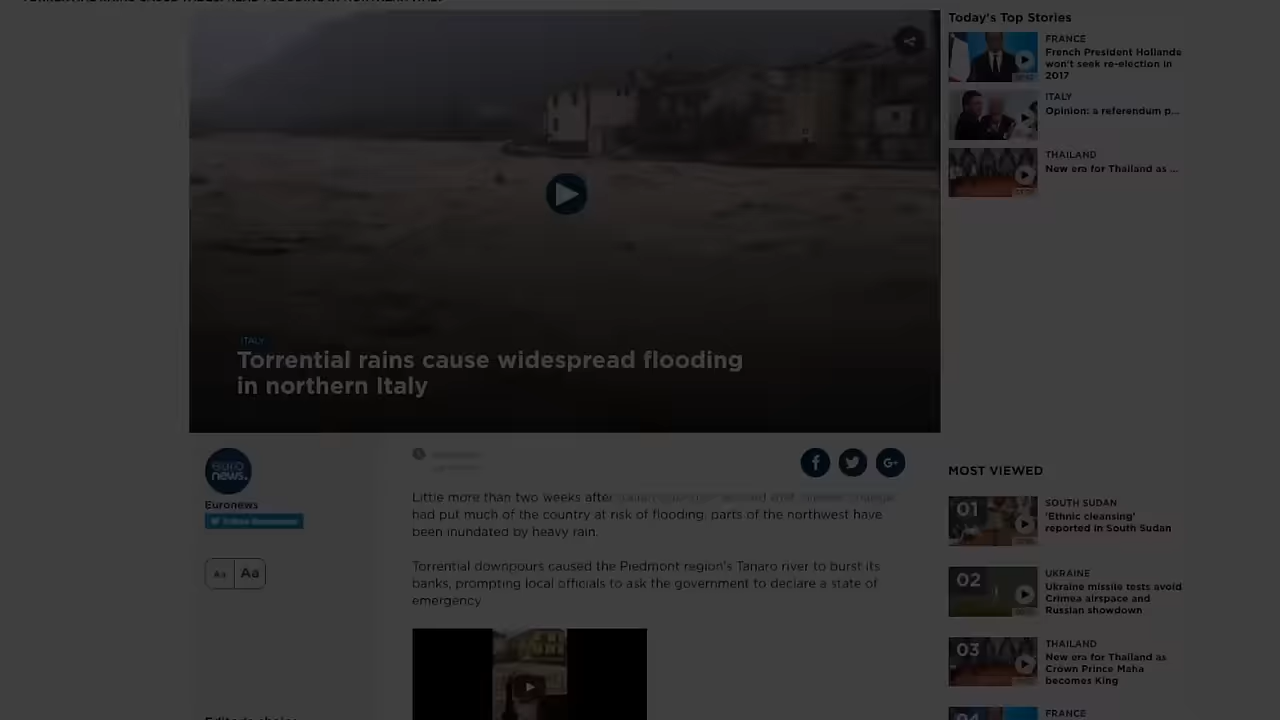 Today's Top Stories
FRANCE
French President Hollande
won't seek re-election in
2017
ITALY
Opinion: a referendum p...
THAILAND
New era for Thailand as ...
ITALY
Torrential rains cause widespread flooding
in northern Italy
euro
news.
Euronews
Aa Aa
f
G+
Little more than two weeks after
had put much of the country at risk of flooding, parts of the northwest have
been inundated by heavy rain.
Torrential downpours caused the Piedmont region's Tanaro river to burst its
banks, prompting local officials to ask the government to declare a state of
emergency
MOST VIEWED
01
SOUTH SUDAN
'Ethnic cleansing'
reported in South Sudan
02
UKRAINE
Ukraine missile tests avoid
Crimea airspace and
Russian showdown
03
THAILAND
New era for Thailand as
Crown Prince Maha
becomes King
FRANCE